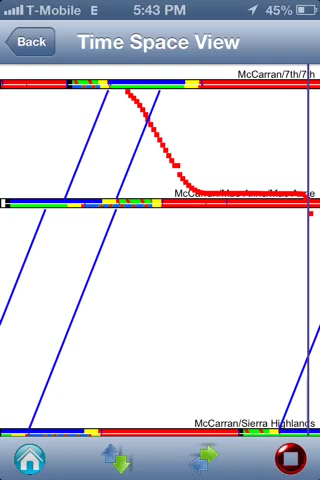 T-Mobile E 5:43 PM 45%
Back Time Space View
McCarran/7th/7th
McCarran/Sierra Highlands